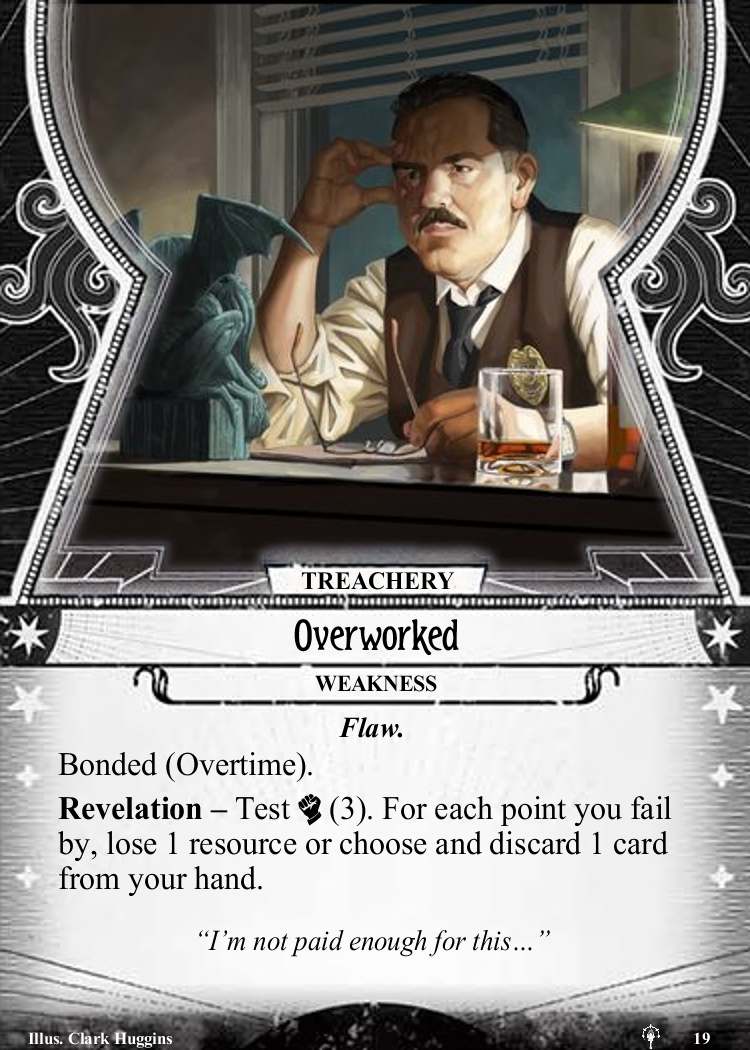 TREACHERY
Overworked
WEAKNESS
Flaw.
Bonded (Overtime).
Revelation – Test (3). For each point you fail
by, lose 1 resource or choose and discard 1 card
from your hand.
“I’m not paid enough for this…”
Illus. Clark Huggins 19